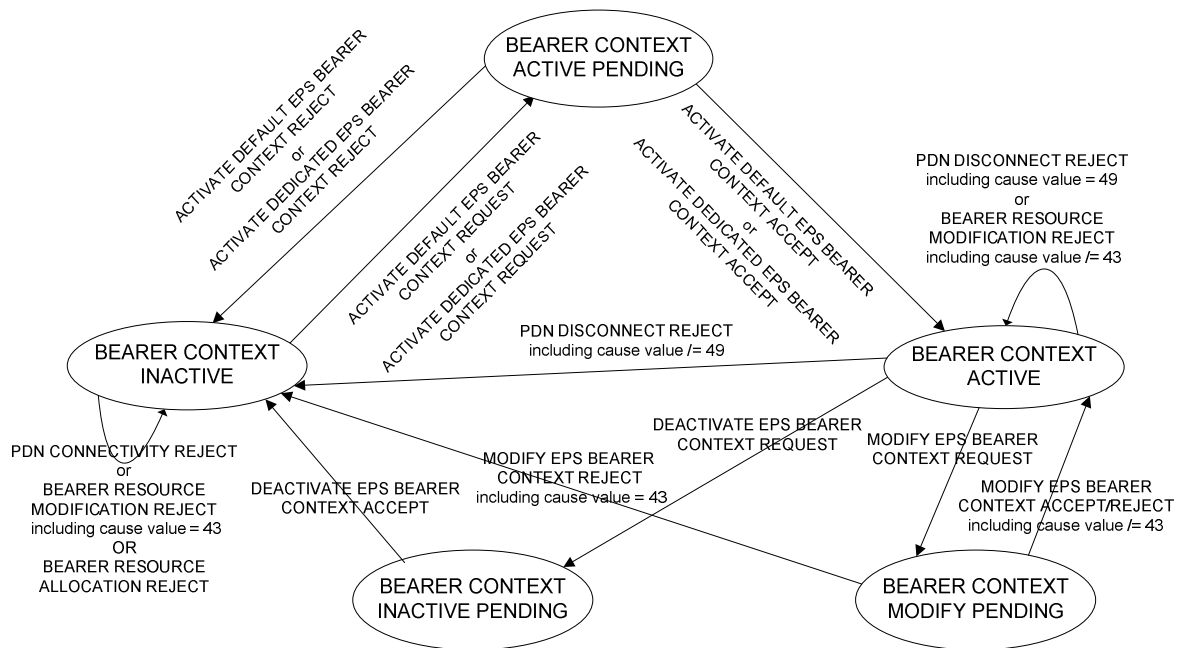 BEARER CONTEXT
ACTIVE PENDING
ACTIVATE DEFAULT EPS BEARER
CONTEXT REJECT
or
ACTIVATE DEDICATED EPS BEARER
CONTEXT REJECT
ACTIVATE DEFAULT EPS BEARER
CONTEXT REQUEST
or
ACTIVATE DEDICATED EPS BEARER
CONTEXT REQUEST
ACTIVATE DEFAULT EPS BEARER
CONTEXT ACCEPT
or
ACTIVATE DEDICATED EPS BEARER
CONTEXT ACCEPT
PDN DISCONNECT REJECT
including cause value = 49
or
BEARER RESOURCE
MODIFICATION REJECT
including cause value /= 43
BEARER CONTEXT
INACTIVE
PDN DISCONNECT REJECT
including cause value /= 49
BEARER CONTEXT
ACTIVE
PDN CONNECTIVITY REJECT
or
BEARER RESOURCE
MODIFICATION REJECT
including cause value = 43
OR
BEARER RESOURCE
ALLOCATION REJECT
DEACTIVATE EPS BEARER
CONTEXT ACCEPT
MODIFY EPS BEARER
CONTEXT REJECT
including cause value = 43
DEACTIVATE EPS BEARER
CONTEXT REQUEST
MODIFY EPS BEARER
CONTEXT REQUEST
MODIFY EPS BEARER
CONTEXT ACCEPT/REJECT
including cause value /= 43
BEARER CONTEXT
INACTIVE PENDING
BEARER CONTEXT
MODIFY PENDING